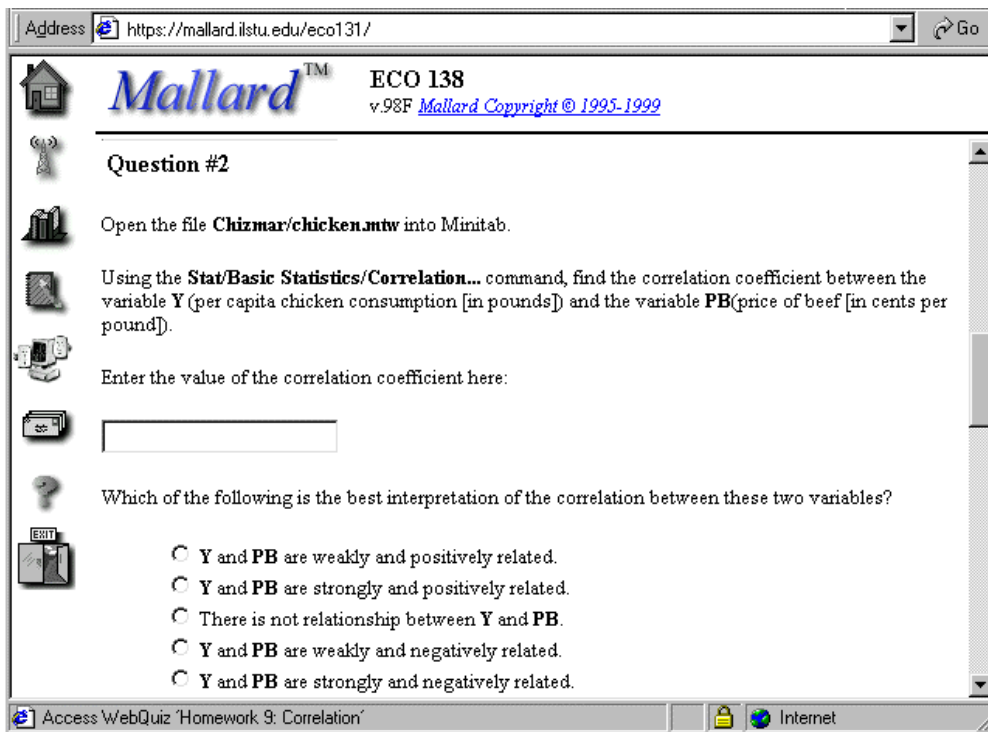 Address https://mallard.ilstu.edu/eco131/ Go
Mallard™ ECO 138
v.98F Mallard Copyright © 1995-1999
Question #2
Open the file Chizmar/chicken.mtw into Minitab.
Using the Stat/Basic Statistics/Correlation... command, find the correlation coefficient between the
variable Y (per capita chicken consumption [in pounds]) and the variable PB(price of beef [in cents per
pound]).
Enter the value of the correlation coefficient here:
Which of the following is the best interpretation of the correlation between these two variables?
Y and PB are weakly and positively related.
Y and PB are strongly and positively related.
There is not relationship between Y and PB.
Y and PB are weakly and negatively related.
Y and PB are strongly and negatively related.
EXIT
Access WebQuiz ´Homework 9: Correlation´ Internet